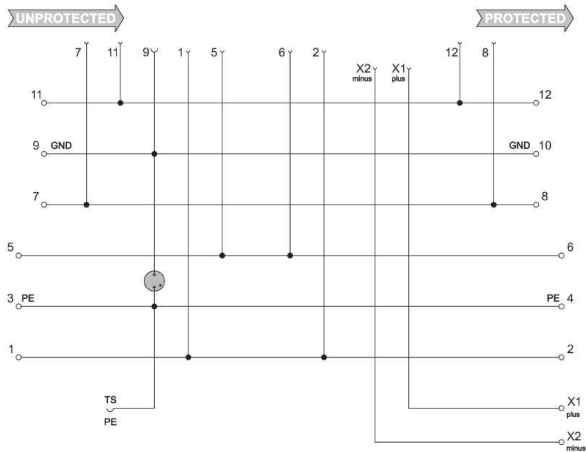 UNPROTECTED
PROTECTED
7 11 9 1 5 6 2 12 8
X2 X1
minus plus
11 12
9 GND GND 10
7 8
5 6
3 PE PE 4
1 2
TS
PE
X1
plus
X2
minus